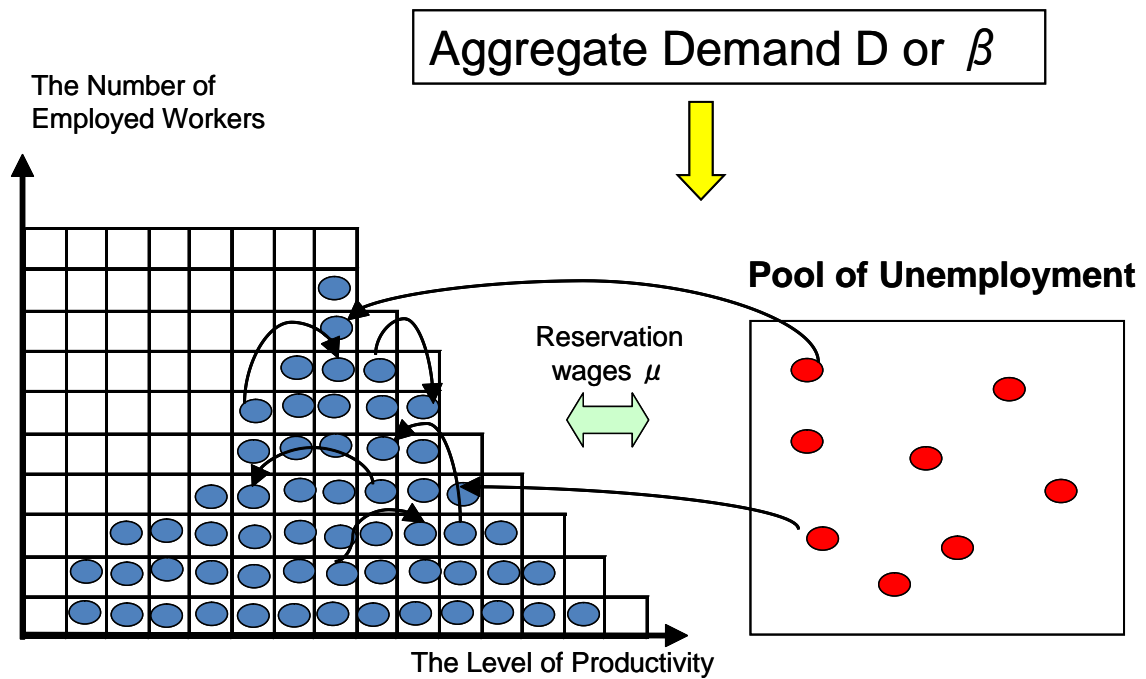 Aggregate Demand D or β
The Number of
Employed Workers
Pool of Unemployment
Reservation
wages μ
The Level of Productivity